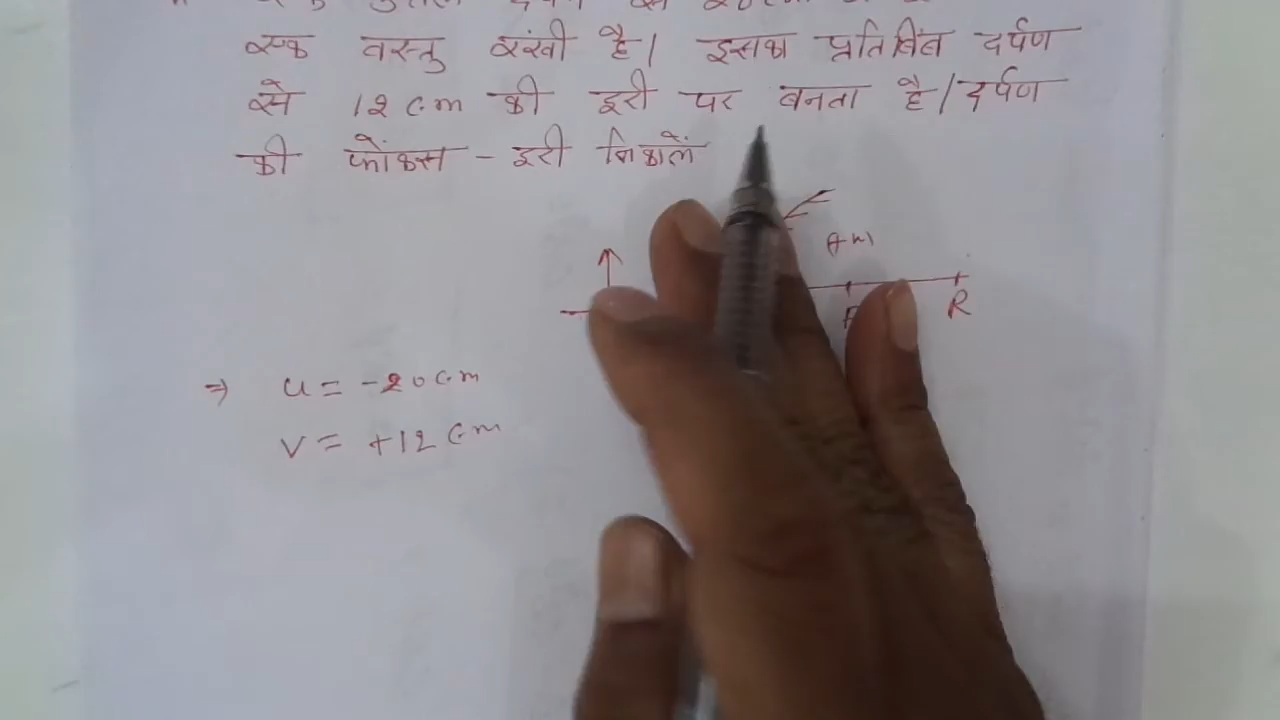 एक वस्तु रखी है। इसका प्रतिबिंब दर्पण
से 12 cm की दूरी पर बनता है। दर्पण
की फोकस - दूरी निकालें
(+w)
R
⇒ u = -20 cm
v = +12 cm